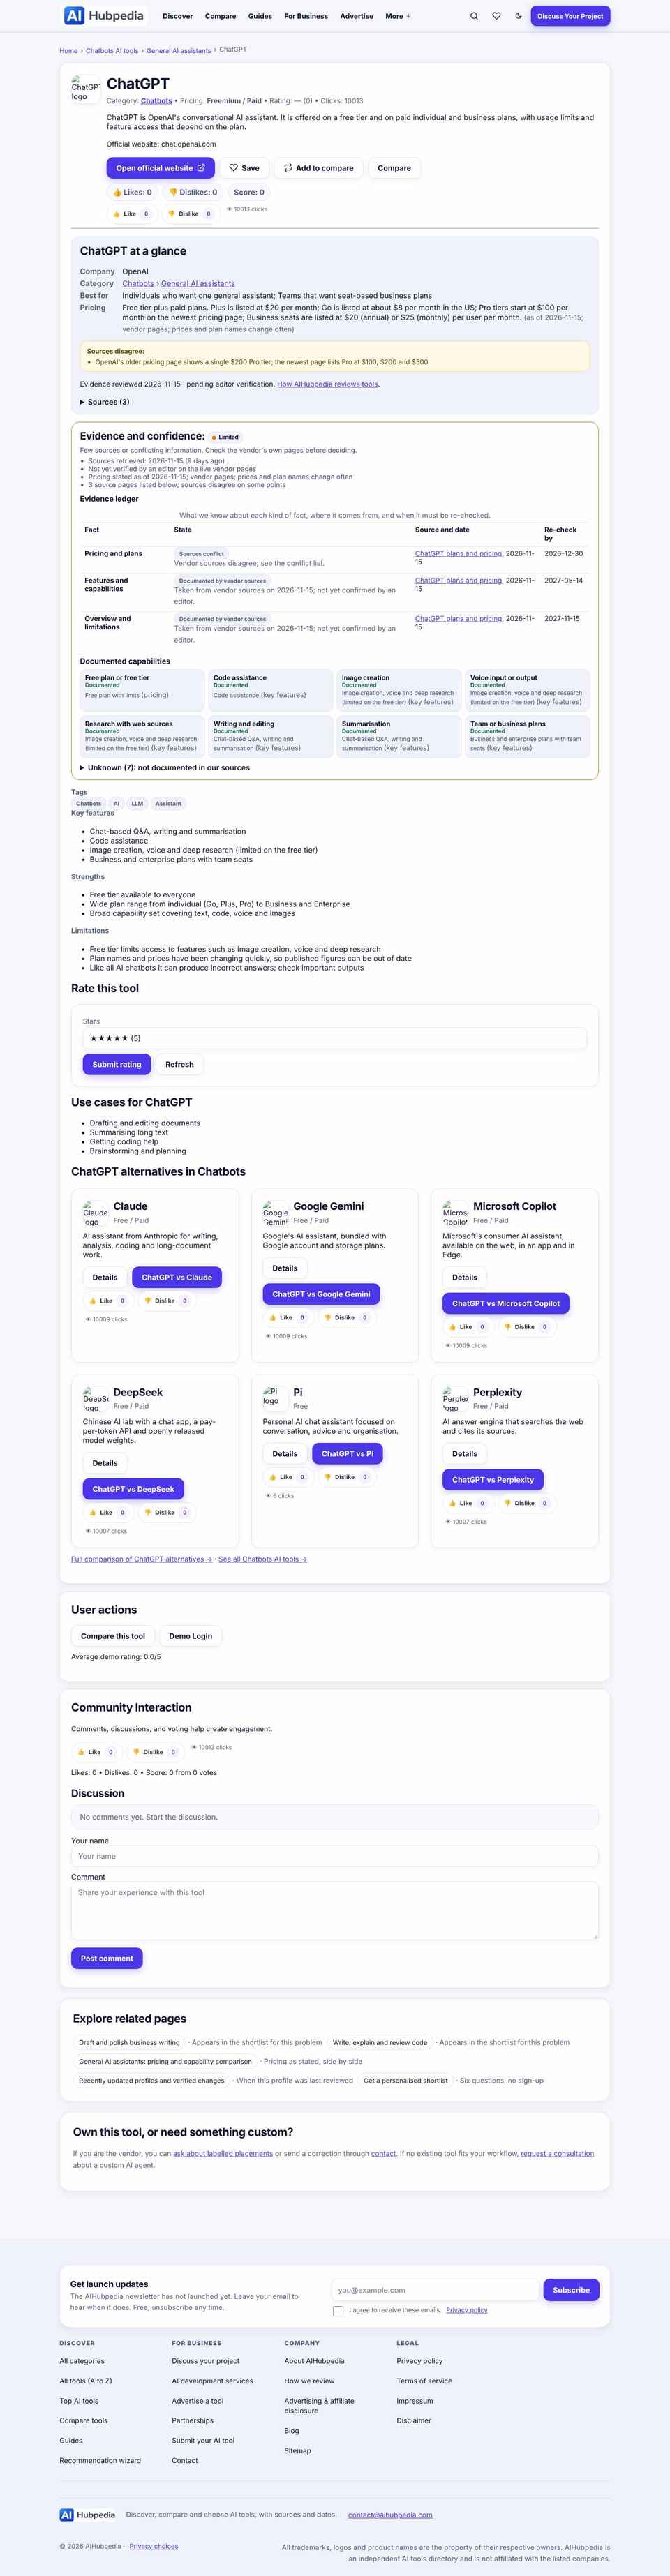 AI Hubpedia Discover Compare Guides For Business Advertise More Discuss Your Project
Home › Chatbots AI tools › General AI assistants › ChatGPT
ChatGPT logo
ChatGPT
Category: Chatbots • Pricing: Freemium / Paid • Rating: — (0) • Clicks: 10013
ChatGPT is OpenAI's conversational AI assistant. It is offered on a free tier and on paid individual and business plans, with usage limits and
feature access that depend on the plan.
Official website: chat.openai.com
Open official website Save Add to compare Compare
👍 Likes: 0 👎 Dislikes: 0 Score: 0
👍 Like 0 👎 Dislike 0 👁 10013 clicks
ChatGPT at a glance
Company OpenAI
Category Chatbots › General AI assistants
Best for Individuals who want one general assistant; Teams that want seat-based business plans
Pricing Free tier plus paid plans. Plus is listed at $20 per month; Go is listed at about $8 per month in the US; Pro tiers start at $100 per
month on the newest pricing page; Business seats are listed at $20 (annual) or $25 (monthly) per user per month. (as of 2026-11-15;
vendor pages; prices and plan names change often)
Sources disagree:
• OpenAI's older pricing page shows a single $200 Pro tier; the newest page lists Pro at $100, $200 and $500.
Evidence reviewed 2026-11-15 · pending editor verification. How AIHubpedia reviews tools.
▶ Sources (3)
Evidence and confidence: Limited
Few sources or conflicting information. Check the vendor's own pages before deciding.
• Sources retrieved: 2026-11-15 (9 days ago)
• Not yet verified by an editor on the live vendor pages
• Pricing stated as of 2026-11-15; vendor pages; prices and plan names change often
• 3 source pages listed below; sources disagree on some points
Evidence ledger
What we know about each kind of fact, where it comes from, and when it must be re-checked.
Fact State Source and date Re-check by
Pricing and plans Sources conflict ChatGPT plans and pricing, 2026-11-15 2026-12-30
Vendor sources disagree; see the conflict list.
Features and capabilities Documented by vendor sources ChatGPT plans and pricing, 2026-11-15 2027-05-14
Taken from vendor sources on 2026-11-15; not yet confirmed by an
editor.
Overview and limitations Documented by vendor sources ChatGPT plans and pricing, 2026-11-15 2027-11-15
Taken from vendor sources on 2026-11-15; not yet confirmed by an
editor.
Documented capabilities
Free plan or free tier
Documented
Free plan with limits (pricing)
Code assistance
Documented
Code assistance (key features)
Image creation
Documented
Image creation, voice and deep research
(limited on the free tier) (key features)
Voice input or output
Documented
Image creation, voice and deep research
(limited on the free tier) (key features)
Research with web sources
Documented
Image creation, voice and deep research
(limited on the free tier) (key features)
Writing and editing
Documented
Chat-based Q&A, writing and
summarisation (key features)
Summarisation
Documented
Chat-based Q&A, writing and
summarisation (key features)
Team or business plans
Documented
Business and enterprise plans with team
seats (key features)
▶ Unknown (7): not documented in our sources
Tags
Chatbots AI LLM Assistant
Key features
• Chat-based Q&A, writing and summarisation
• Code assistance
• Image creation, voice and deep research (limited on the free tier)
• Business and enterprise plans with team seats
Strengths
• Free tier available to everyone
• Wide plan range from individual (Go, Plus, Pro) to Business and Enterprise
• Broad capability set covering text, code, voice and images
Limitations
• Free tier limits access to features such as image creation, voice and deep research
• Plan names and prices have been changing quickly, so published figures can be out of date
• Like all AI chatbots it can produce incorrect answers; check important outputs
Rate this tool
Stars
★★★★★ (5)
Submit rating Refresh
Use cases for ChatGPT
• Drafting and editing documents
• Summarising long text
• Getting coding help
• Brainstorming and planning
ChatGPT alternatives in Chatbots
Claude logo
Claude
Free / Paid
AI assistant from Anthropic for writing,
analysis, coding and long-document
work.
Details ChatGPT vs Claude
👍 Like 0 👎 Dislike 0
👁 10009 clicks
Google Gemini
Google Gemini
Free / Paid
Google's AI assistant, bundled with
Google account and storage plans.
Details
ChatGPT vs Google Gemini
👍 Like 0 👎 Dislike 0
👁 10009 clicks
Microsoft Copilot
Free / Paid
Microsoft's consumer AI assistant,
available on the web, in an app and in
Edge.
Details
ChatGPT vs Microsoft Copilot
👍 Like 0 👎 Dislike 0
👁 10009 clicks
DeepSeek
Free / Paid
Chinese AI lab with a chat app, a pay-
per-token API and openly released
model weights.
Details
ChatGPT vs DeepSeek
👍 Like 0 👎 Dislike 0
👁 10007 clicks
Pi logo
Pi
Free
Personal AI chat assistant focused on
conversation, advice and organisation.
Details ChatGPT vs Pi
👍 Like 0 👎 Dislike 0
👁 6 clicks
Perplexity
Free / Paid
AI answer engine that searches the web
and cites its sources.
Details
ChatGPT vs Perplexity
👍 Like 0 👎 Dislike 0
👁 10007 clicks
Full comparison of ChatGPT alternatives → · See all Chatbots AI tools →
User actions
Compare this tool Demo Login
Average demo rating: 0.0/5
Community Interaction
Comments, discussions, and voting help create engagement.
👍 Like 0 👎 Dislike 0 👁 10013 clicks
Likes: 0 • Dislikes: 0 • Score: 0 from 0 votes
Discussion
No comments yet. Start the discussion.
Your name
Your name
Comment
Share your experience with this tool
Post comment
Explore related pages
Draft and polish business writing · Appears in the shortlist for this problem Write, explain and review code · Appears in the shortlist for this problem
General AI assistants: pricing and capability comparison · Pricing as stated, side by side
Recently updated profiles and verified changes · When this profile was last reviewed Get a personalised shortlist · Six questions, no sign-up
Own this tool, or need something custom?
If you are the vendor, you can ask about labelled placements or send a correction through contact. If no existing tool fits your workflow, request a consultation
about a custom AI agent.
Get launch updates
The AIHubpedia newsletter has not launched yet. Leave your email to
hear when it does. Free; unsubscribe any time.
you@example.com Subscribe
I agree to receive these emails. Privacy policy
DISCOVER
All categories
All tools (A to Z)
Top AI tools
Compare tools
Guides
Recommendation wizard
FOR BUSINESS
Discuss your project
AI development services
Advertise a tool
Partnerships
Submit your AI tool
Contact
COMPANY
About AIHubpedia
How we review
Advertising & affiliate
disclosure
Blog
Sitemap
LEGAL
Privacy policy
Terms of service
Impressum
Disclaimer
AI Hubpedia Discover, compare and choose AI tools, with sources and dates. contact@aihubpedia.com
© 2026 AIHubpedia · Privacy choices
All trademarks, logos and product names are the property of their respective owners. AIHubpedia is
an independent AI tools directory and is not affiliated with the listed companies.